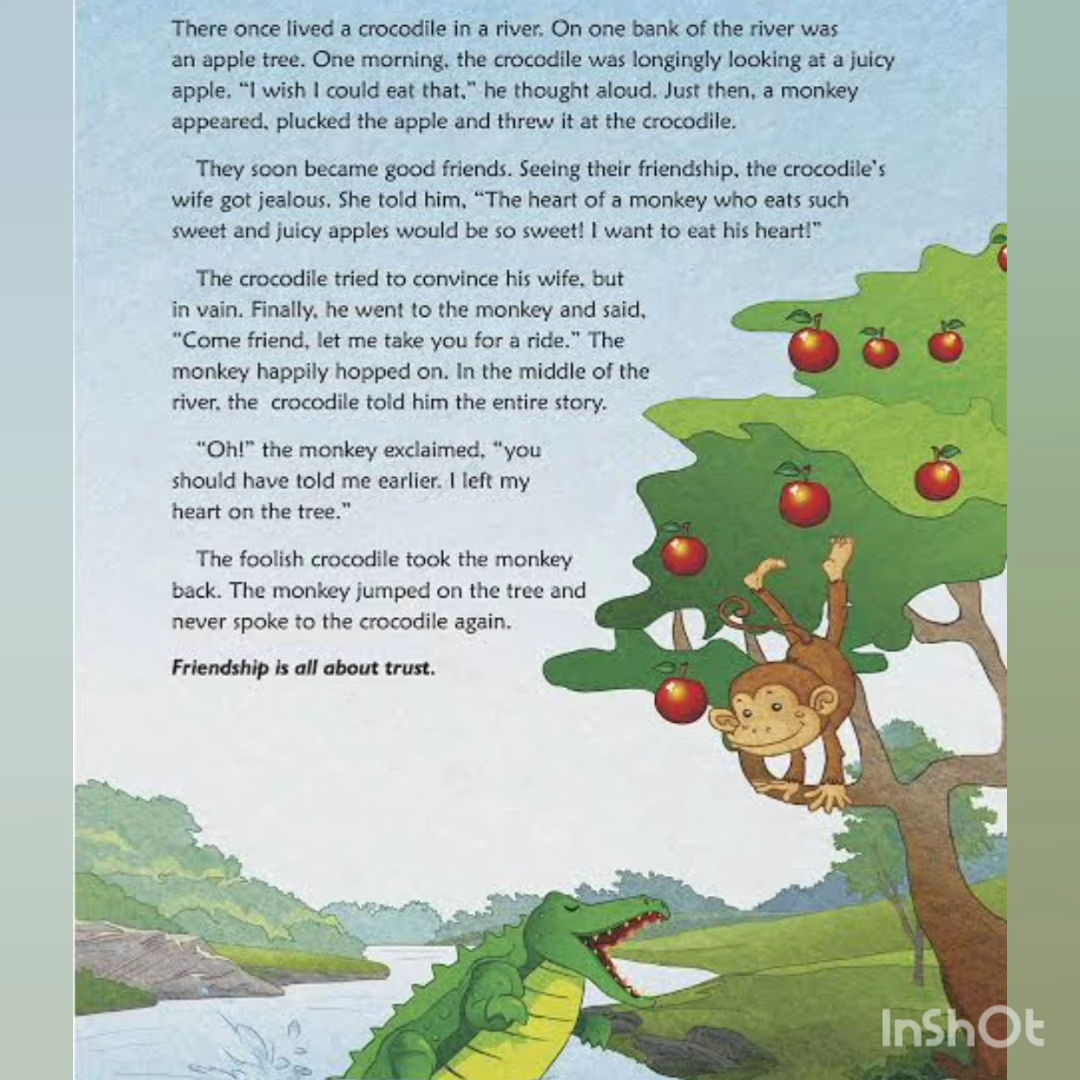 There once lived a crocodile in a river. On one bank of the river was
an apple tree. One morning, the crocodile was longingly looking at a juicy
apple. “I wish I could eat that,” he thought aloud. Just then, a monkey
appeared, plucked the apple and threw it at the crocodile.
They soon became good friends. Seeing their friendship, the crocodile’s
wife got jealous. She told him, “The heart of a monkey who eats such
sweet and juicy apples would be so sweet! I want to eat his heart!”
The crocodile tried to convince his wife, but
in vain. Finally, he went to the monkey and said,
“Come friend, let me take you for a ride.” The
monkey happily hopped on. In the middle of the
river, the crocodile told him the entire story.
“Oh!” the monkey exclaimed, “you
should have told me earlier. I left my
heart on the tree.”
The foolish crocodile took the monkey
back. The monkey jumped on the tree and
never spoke to the crocodile again.
Friendship is all about trust.
InShOt